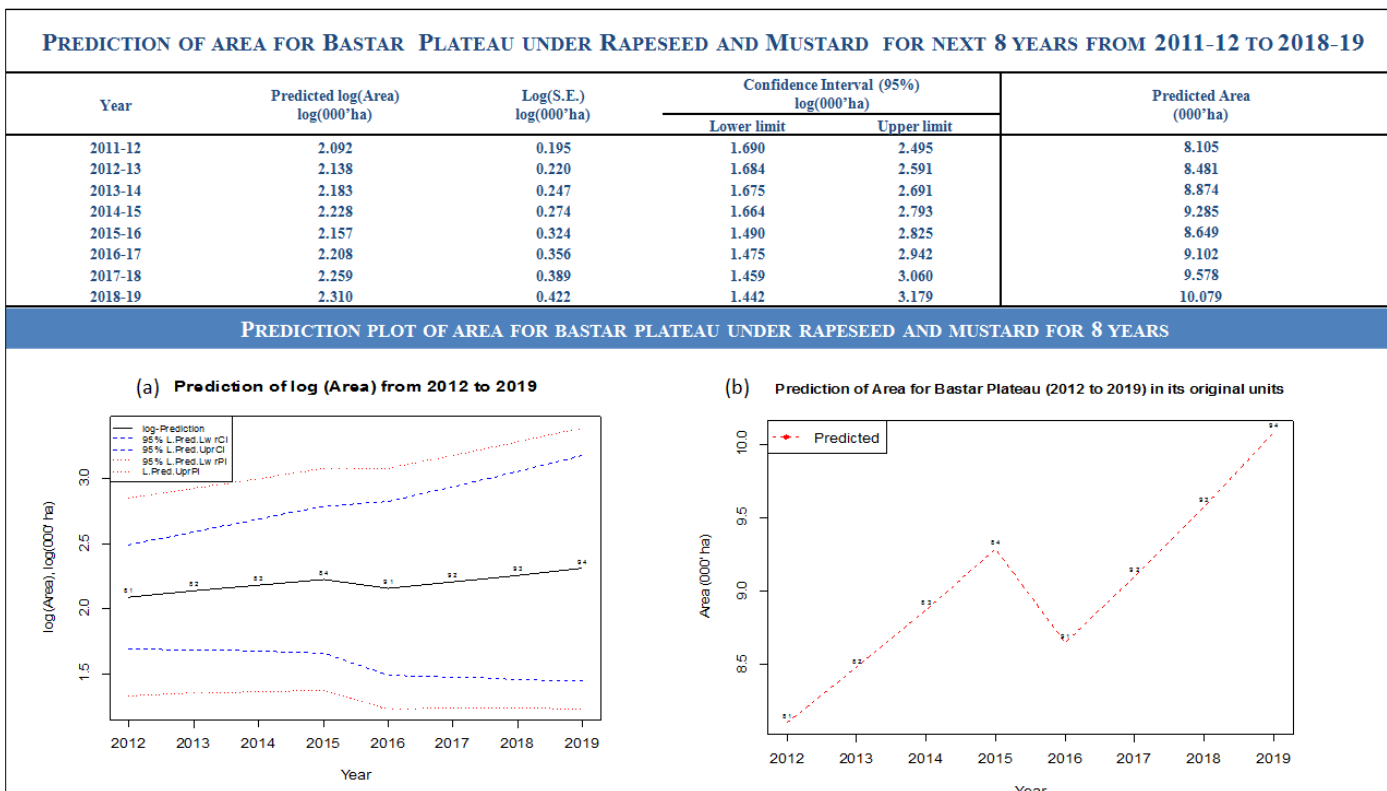 PREDICTION OF AREA FOR BASTAR PLATEAU UNDER RAPESEED AND MUSTARD FOR NEXT 8 YEARS FROM 2011-12 TO 2018-19
Year Predicted log(Area) Log(S.E.) Confidence Interval (95%) Predicted Area
log(000'ha) log(000'ha) log(000'ha) (000'ha)
Lower limit Upper limit
2011-12 2.092 0.195 1.690 2.495 8.105
2012-13 2.138 0.220 1.684 2.591 8.481
2013-14 2.183 0.247 1.675 2.691 8.874
2014-15 2.228 0.274 1.664 2.793 9.285
2015-16 2.157 0.324 1.490 2.825 8.649
2016-17 2.208 0.356 1.475 2.942 9.102
2017-18 2.259 0.389 1.459 3.060 9.578
2018-19 2.310 0.422 1.442 3.179 10.079
PREDICTION PLOT OF AREA FOR BASTAR PLATEAU UNDER RAPESEED AND MUSTARD FOR 8 YEARS
(a) Prediction of log (Area) from 2012 to 2019
log-Prediction
95% L.Pred.LwrCI
95% L.Pred.UprCI
95% L.Pred.LwrPI
L.Pred.UprPI
log (Area), log(000' ha)
3.0
2.5
2.0
1.5
2012 2013 2014 2015 2016 2017 2018 2019
Year
(b) Prediction of Area for Bastar Plateau (2012 to 2019) in its original units
Predicted
Area (000' ha)
10.0
9.5
9.0
8.5
2012 2013 2014 2015 2016 2017 2018 2019
Year